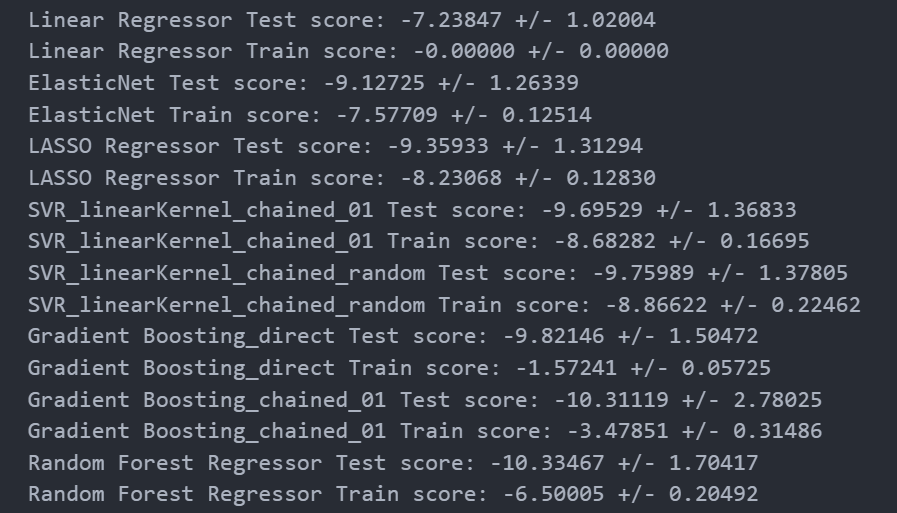 Linear Regressor Test score: -7.23847 +/- 1.02004
Linear Regressor Train score: -0.00000 +/- 0.00000
ElasticNet Test score: -9.12725 +/- 1.26339
ElasticNet Train score: -7.57709 +/- 0.12514
LASSO Regressor Test score: -9.35933 +/- 1.31294
LASSO Regressor Train score: -8.23068 +/- 0.12830
SVR_linearKernel_chained_01 Test score: -9.69529 +/- 1.36833
SVR_linearKernel_chained_01 Train score: -8.68282 +/- 0.16695
SVR_linearKernel_chained_random Test score: -9.75989 +/- 1.37805
SVR_linearKernel_chained_random Train score: -8.86622 +/- 0.22462
Gradient Boosting_direct Test score: -9.82146 +/- 1.50472
Gradient Boosting_direct Train score: -1.57241 +/- 0.05725
Gradient Boosting_chained_01 Test score: -10.31119 +/- 2.78025
Gradient Boosting_chained_01 Train score: -3.47851 +/- 0.31486
Random Forest Regressor Test score: -10.33467 +/- 1.70417
Random Forest Regressor Train score: -6.50005 +/- 0.20492